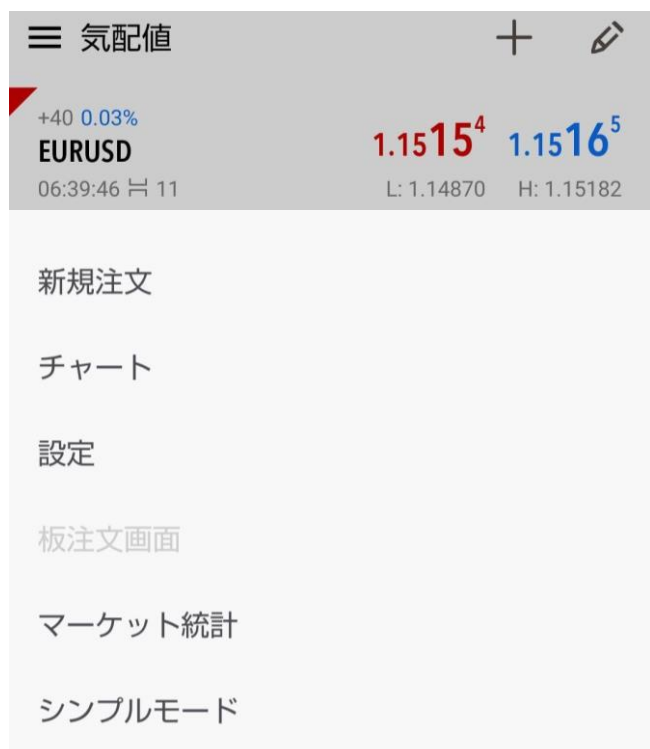 気配値
+40 0.03%
EURUSD
1.15154 1.15165
06:39:46 11
L: 1.14870 H: 1.15182
新規注文
チャート
設定
板注文画面
マーケット統計
シンプルモード